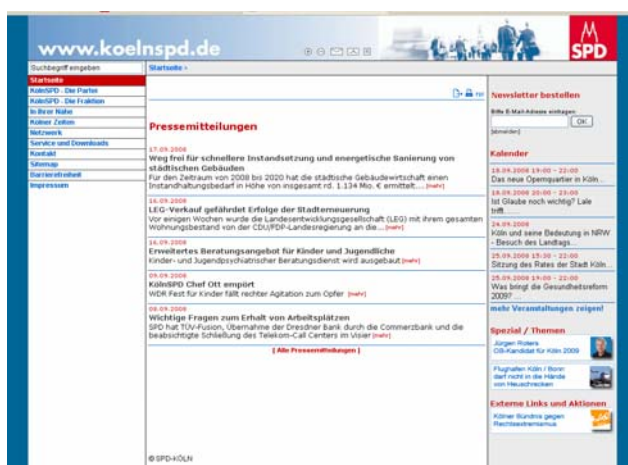 www.koelnspd.de
SPD
Suchbegriff eingeben
Startseite >
Startseite
KölnSPD - Die Partei
KölnSPD - Die Fraktion
In Ihrer Nähe
Kölner Zeiten
Netzwerk
Service und Downloads
Kontakt
Sitemap
Barrierefreiheit
Impressum
Pressemitteilungen
17.09.2008
Weg frei für schnellere Instandsetzung und energetische Sanierung von
städtischen Gebäuden
Für den Zeitraum von 2008 bis 2020 hat die städtische Gebäudewirtschaft einen
Instandhaltungsbedarf in Höhe von insgesamt rd. 1.134 Mio. € ermittelt... [mehr]
16.09.2008
LEG-Verkauf gefährdet Erfolge der Stadterneuerung
Vor einigen Wochen wurde die Landesentwicklungsgesellschaft (LEG) mit ihrem gesamten
Wohnungsbestand von der CDU/FDP-Landesregierung an die... [mehr]
16.09.2008
Erweitertes Beratungsangebot für Kinder und Jugendliche
Kinder- und Jugendpsychiatrischer Beratungsdienst wird ausgebaut [mehr]
09.09.2008
KölnSPD Chef Ott empört
WDR Fest für Kinder fällt rechter Agitation zum Opfer [mehr]
08.09.2008
Wichtige Fragen zum Erhalt von Arbeitsplätzen
SPD hat TÜV-Fusion, Übernahme der Dresdner Bank durch die Commerzbank und die
beabsichtigte Schließung des Telekom-Call Centers im Visier [mehr]
[ Alle Pressemitteilungen ]
© SPD-KÖLN
Newsletter bestellen
Bitte E-Mail-Adresse eintragen:
OK!
[abmelden]
Kalender
18.09.2008 19:00 - 22:00
Das neue Opernquartier in Köln...
18.09.2008 20:00 - 23:00
Ist Glaube noch wichtig? Lale
trifft......
24.09.2008
Köln und seine Bedeutung in NRW
- Besuch des Landtags...
25.09.2008 15:30 - 22:00
Sitzung des Rates der Stadt Köln...
25.09.2008 19:00 - 22:00
Was bringt die Gesundheitsreform
2009? ...
mehr Veranstaltungen zeigen!
Spezial / Themen
Jürgen Roters
OB-Kandidat für Köln 2009
Flughafen Köln / Bonn
darf nicht in die Hände
von Heuschrecken
Externe Links und Aktionen
Kölner Bündnis gegen
Rechtsextremismus